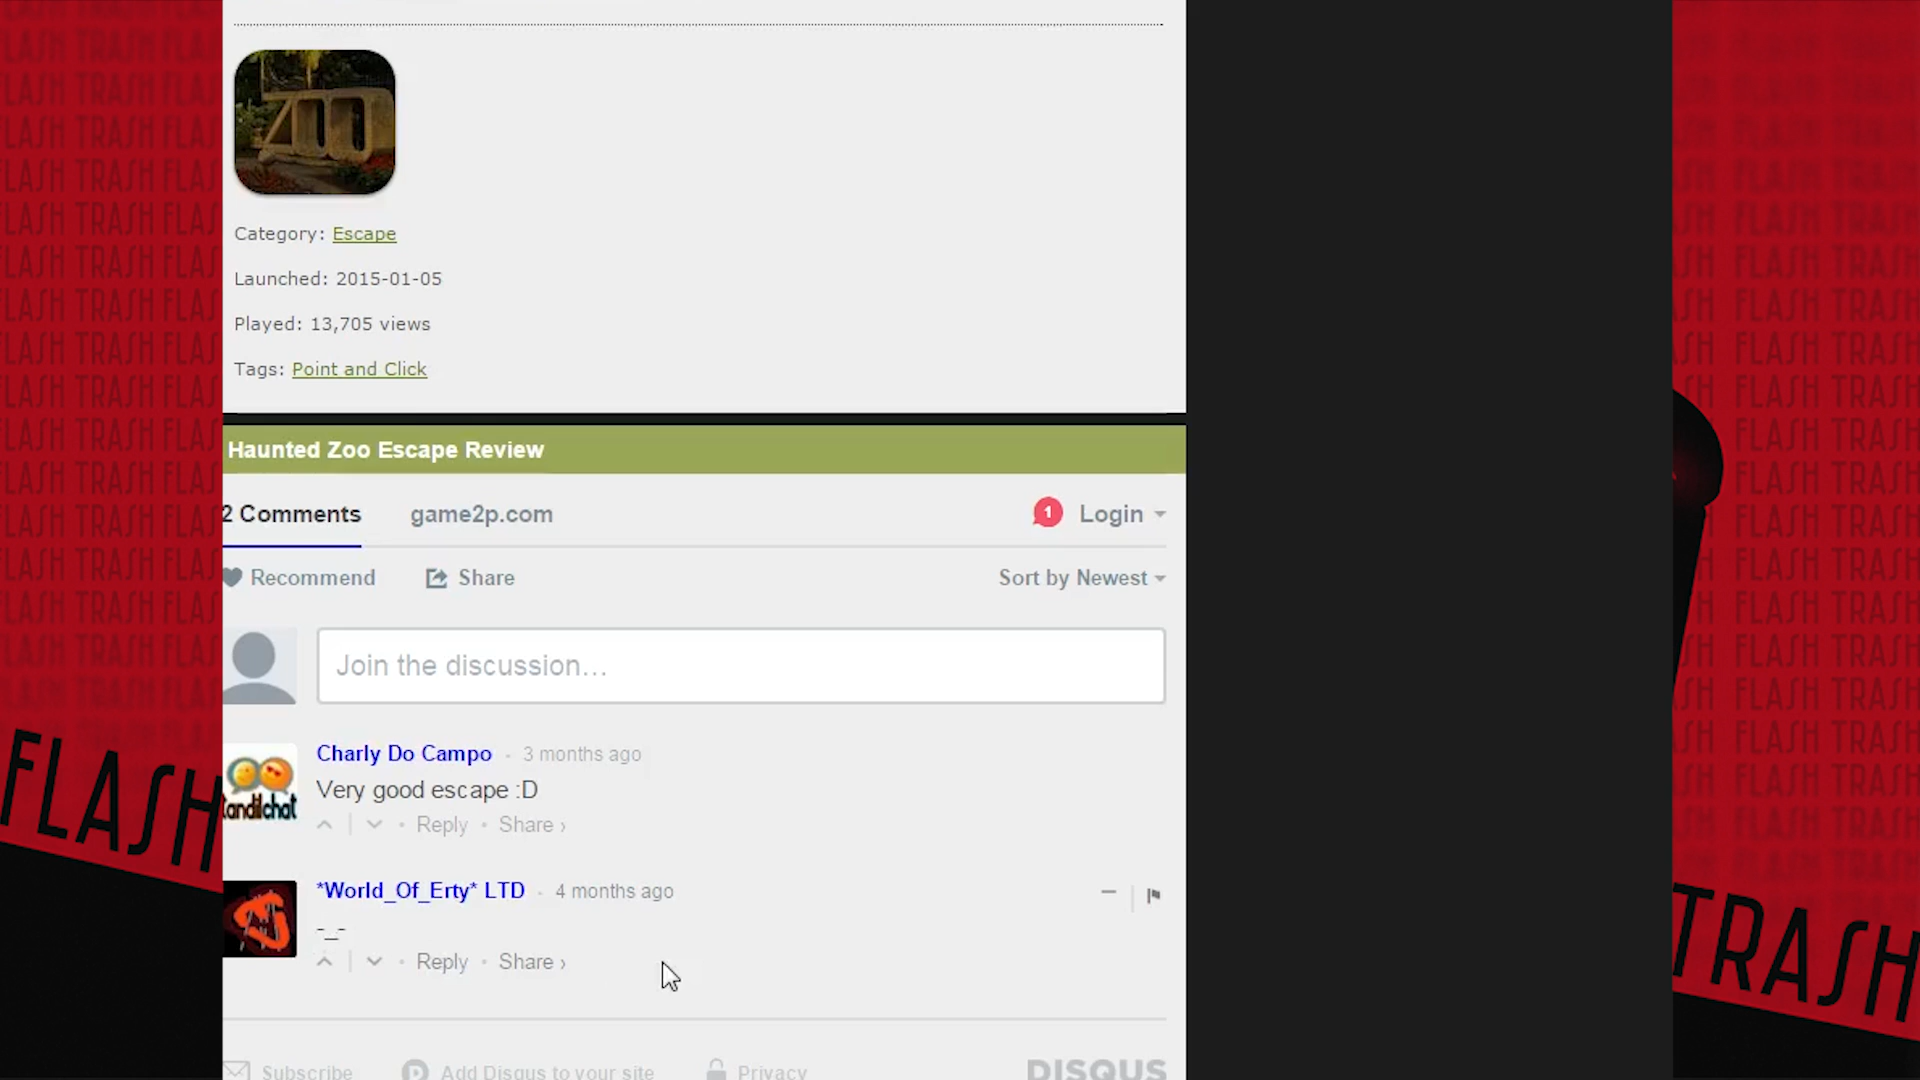 ZOO
Category: Escape
Launched: 2015-01-05
Played: 13,705 views
Tags: Point and Click
Haunted Zoo Escape Review
2 Comments game2p.com 1 Login
Recommend Share Sort by Newest
Join the discussion...
Charly Do Campo - 3 months ago
Very good escape :D
Reply • Share ›
*World_Of_Erty* LTD - 4 months ago
-_-
Reply • Share ›
Subscribe Add Disqus to your site Privacy DISQUS
FLASH
TRASH